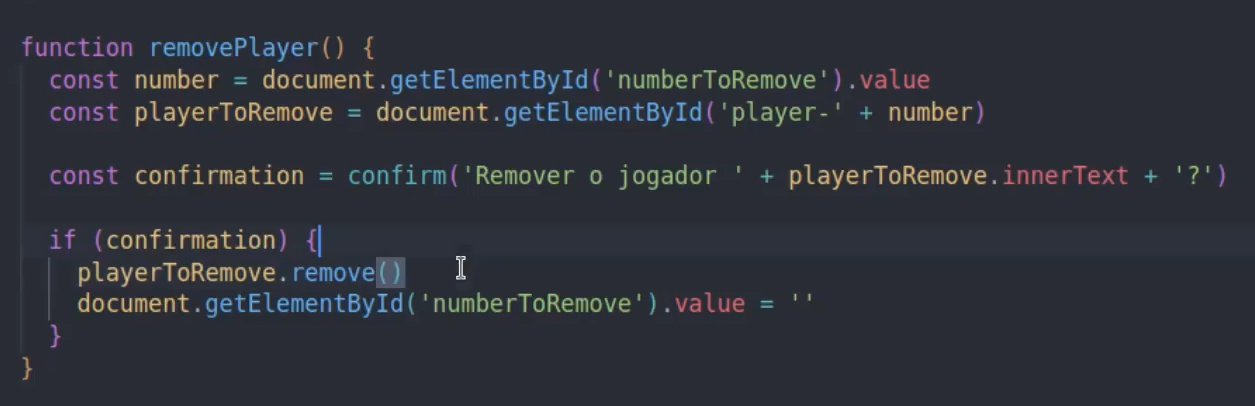 function removePlayer() {
const number = document.getElementById('numberToRemove').value
const playerToRemove = document.getElementById('player-' + number)
const confirmation = confirm('Remover o jogador ' + playerToRemove.innerText + '?')
if (confirmation) {
playerToRemove.remove()
document.getElementById('numberToRemove').value = ''
}
}